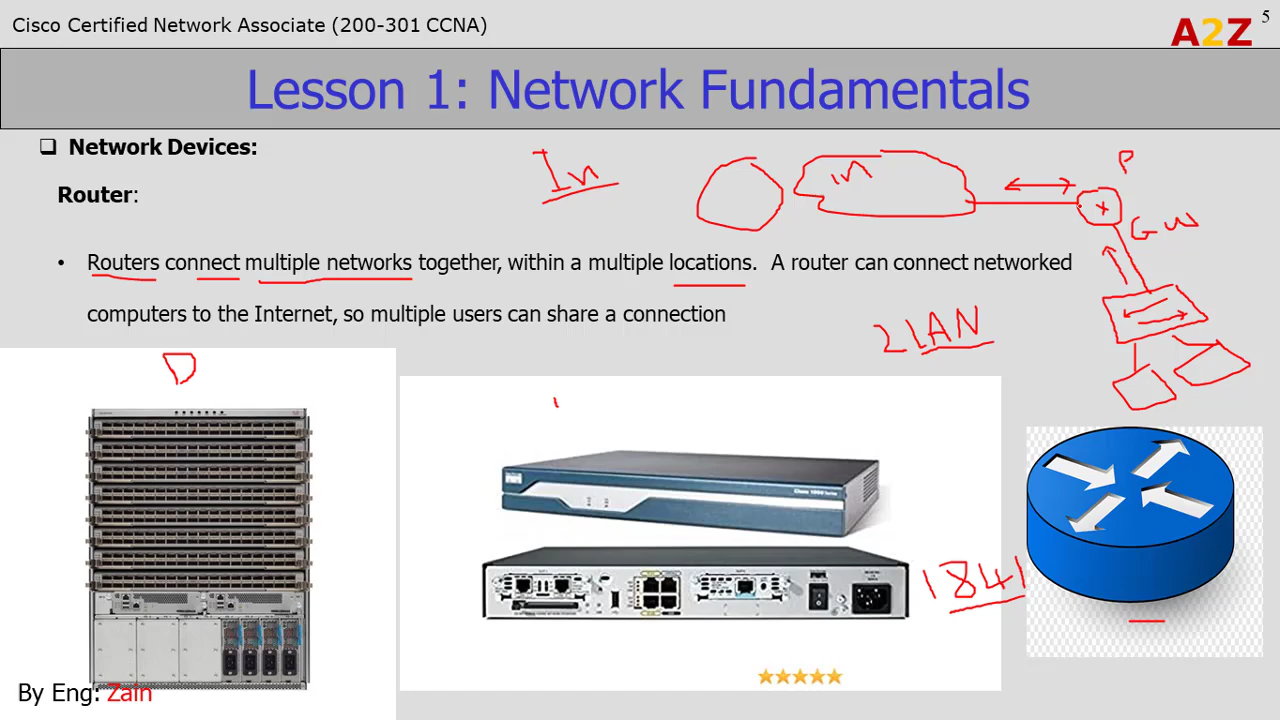 Cisco Certified Network Associate (200-301 CCNA)
5
A2Z
Lesson 1: Network Fundamentals
❑ Network Devices:
Router:
In
in
P
GW
• Routers connect multiple networks together, within a multiple locations. A router can connect networked
computers to the Internet, so multiple users can share a connection
2LAN
D
1841
By Eng: Zain